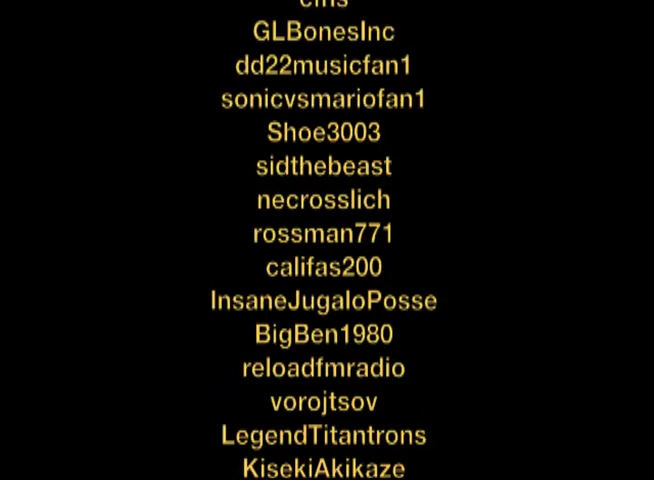 GLBonesInc
dd22musicfan1
sonicvsmariofan1
Shoe3003
sidthebeast
necrosslich
rossman771
califas200
InsaneJugaloPosse
BigBen1980
reloadfmradio
vorojtsov
LegendTitantrons
KisekiAkikaze